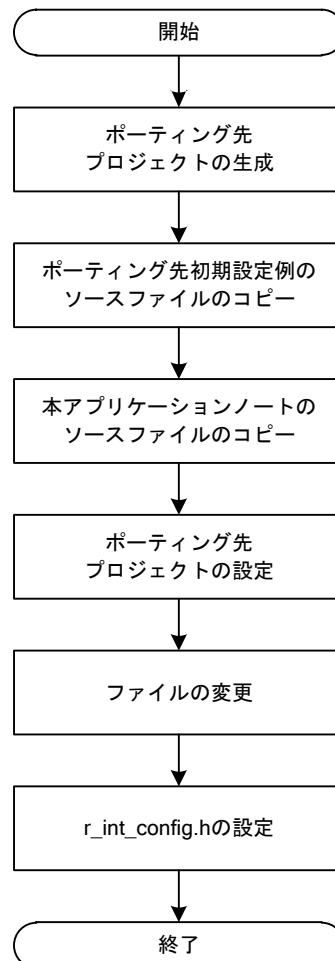 開始
ポーティング先
プロジェクトの生成
ポーティング先初期設定例の
ソースファイルのコピー
本アプリケーションノートの
ソースファイルのコピー
ポーティング先
プロジェクトの設定
ファイルの変更
r_int_config.hの設定
終了